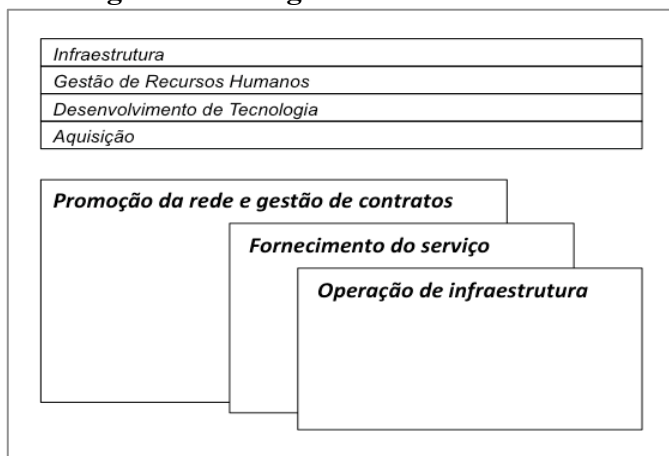 Infraestrutura
Gestão de Recursos Humanos
Desenvolvimento de Tecnologia
Aquisição
Promoção da rede e gestão de contratos
Fornecimento do serviço
Operação de infraestrutura